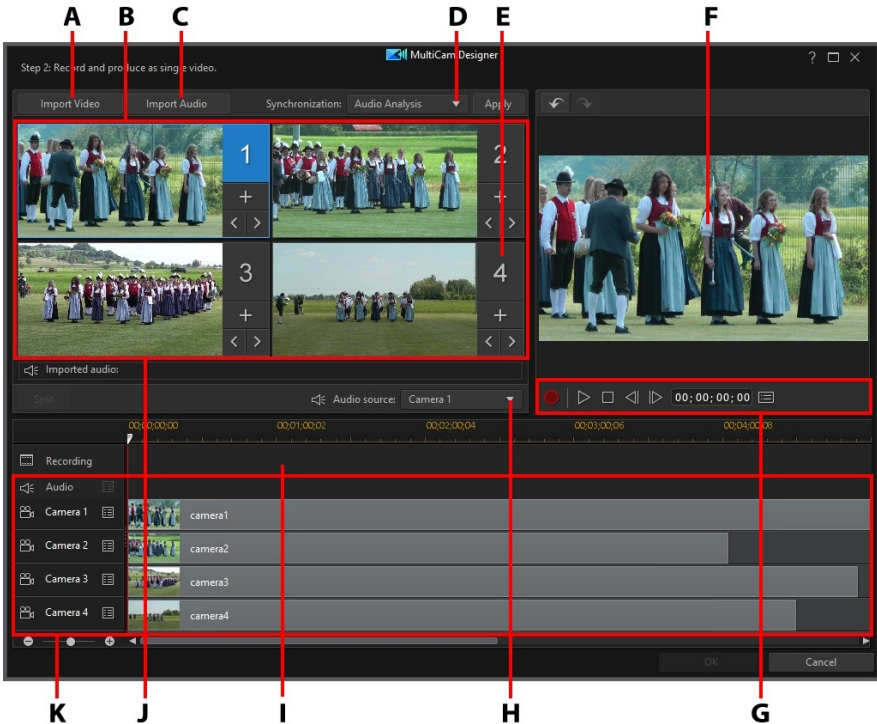 A B C D E F
MultiCam Designer
Step 2: Record and produce as single video.
Import Video Import Audio Synchronization: Audio Analysis Apply
1 2
3 4
Imported audio:
Split Audio source: Camera 1
00;00;00;00
00;00;00;00 00;01;00;02 00;02;00;04 00;03;00;06 00;04;00;08
Recording
Audio
Camera 1 camera1
Camera 2 camera2
Camera 3 camera3
Camera 4 camera4
OK Cancel
K J I H G